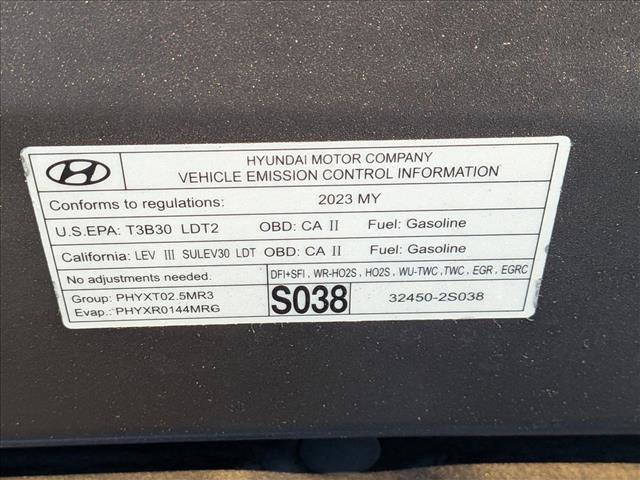 HYUNDAI MOTOR COMPANY
VEHICLE EMISSION CONTROL INFORMATION
Conforms to regulations: 2023 MY
U.S.EPA: T3B30 LDT2 OBD: CA II Fuel: Gasoline
California: LEV III SULEV30 LDT OBD: CA II Fuel: Gasoline
No adjustments needed. DFI+SFI, WR-HO2S, HO2S, WU-TWC, TWC, EGR, EGRC
Group: PHYXT02.5MR3
Evap.: PHYXR0144MRG
S038 32450-2S038